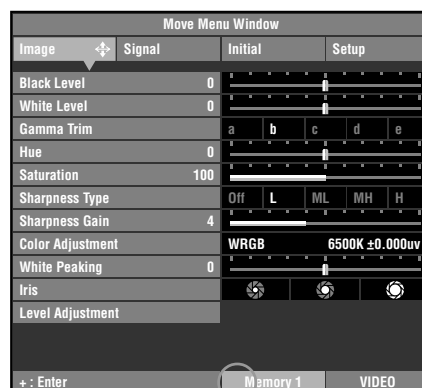 Move Menu Window
Image Signal Initial Setup
Black Level 0
White Level 0
Gamma Trim a b c d e
Hue 0
Saturation 100
Sharpness Type Off L ML MH H
Sharpness Gain 4
Color Adjustment WRGB 6500K ±0.000uv
White Peaking 0
Iris
Level Adjustment
+ : Enter Memory 1 VIDEO